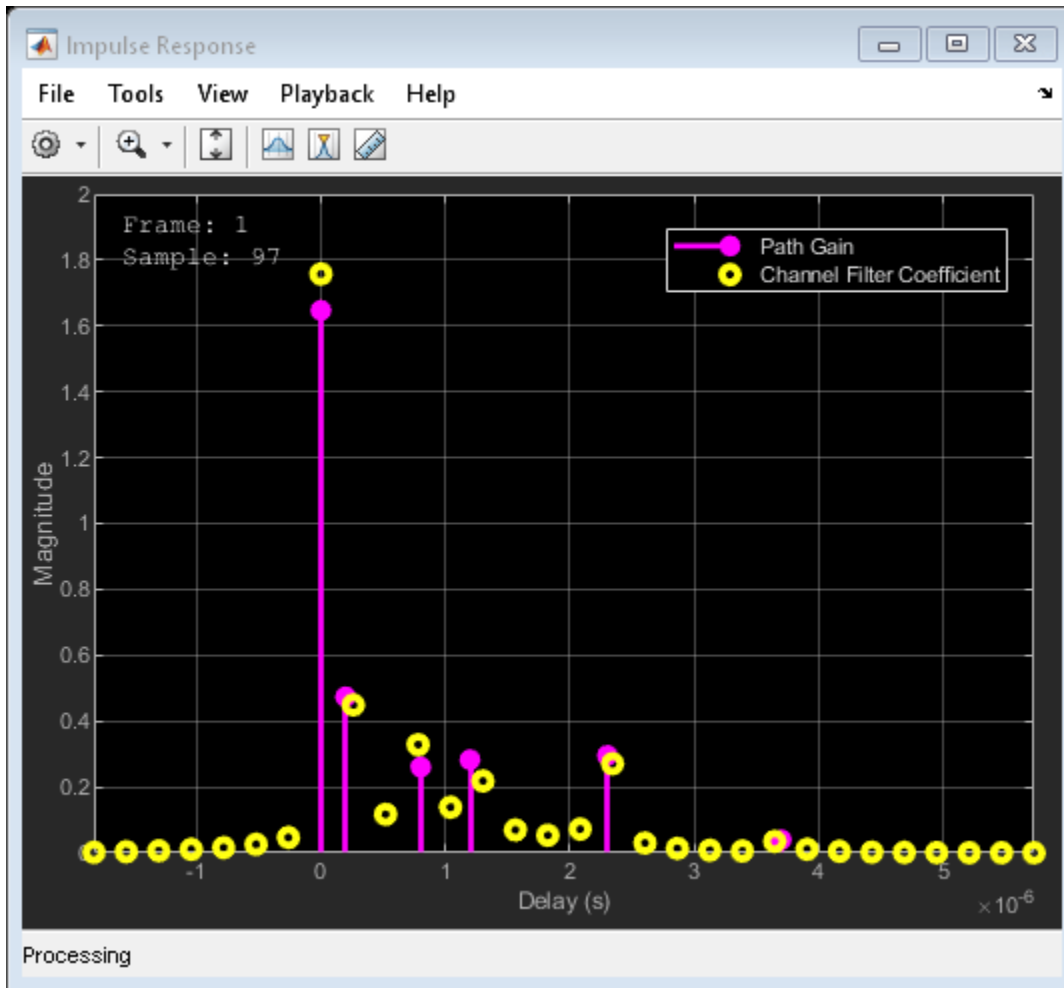 Impulse Response
File Tools View Playback Help
Frame: 1
Sample: 97
Path Gain
Channel Filter Coefficient
2
1.8
1.6
1.4
1.2
1
0.8
0.6
0.4
0.2
0
Magnitude
-1 0 1 2 3 4 5
Delay (s)
×10-6
Processing